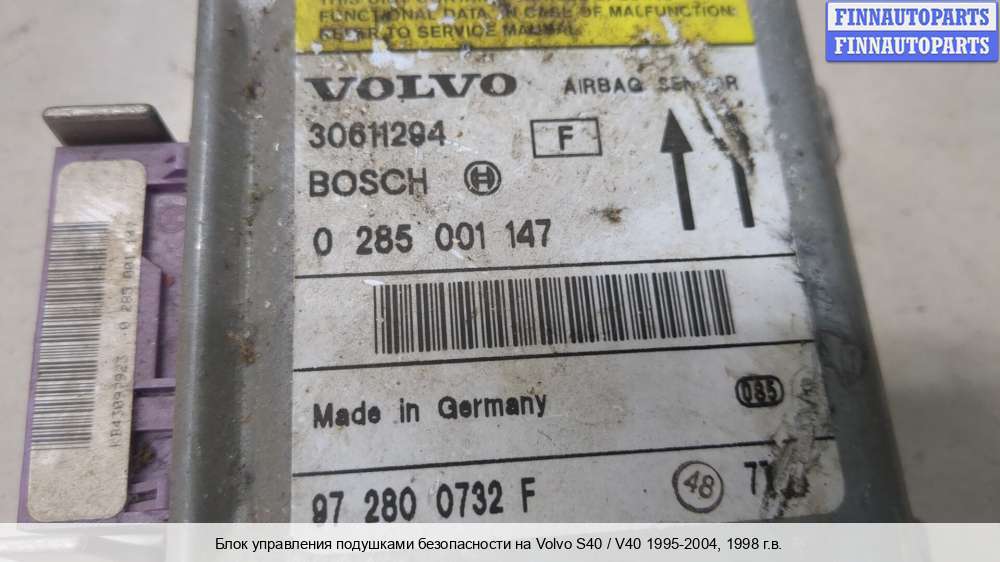 FINNAUTOPARTS
FINNAUTOPARTS
FUNCTIONAL DATA. IN CASE OF MALFUNCTION:
REFER TO SERVICE MANUAL
VOLVO AIRBAG SENSOR
30611294 F
BOSCH
0 285 001 147
Made in Germany 085
97 280 0732 F 48
0 285
Блок управления подушками безопасности на Volvo S40 / V40 1995-2004, 1998 г.в.